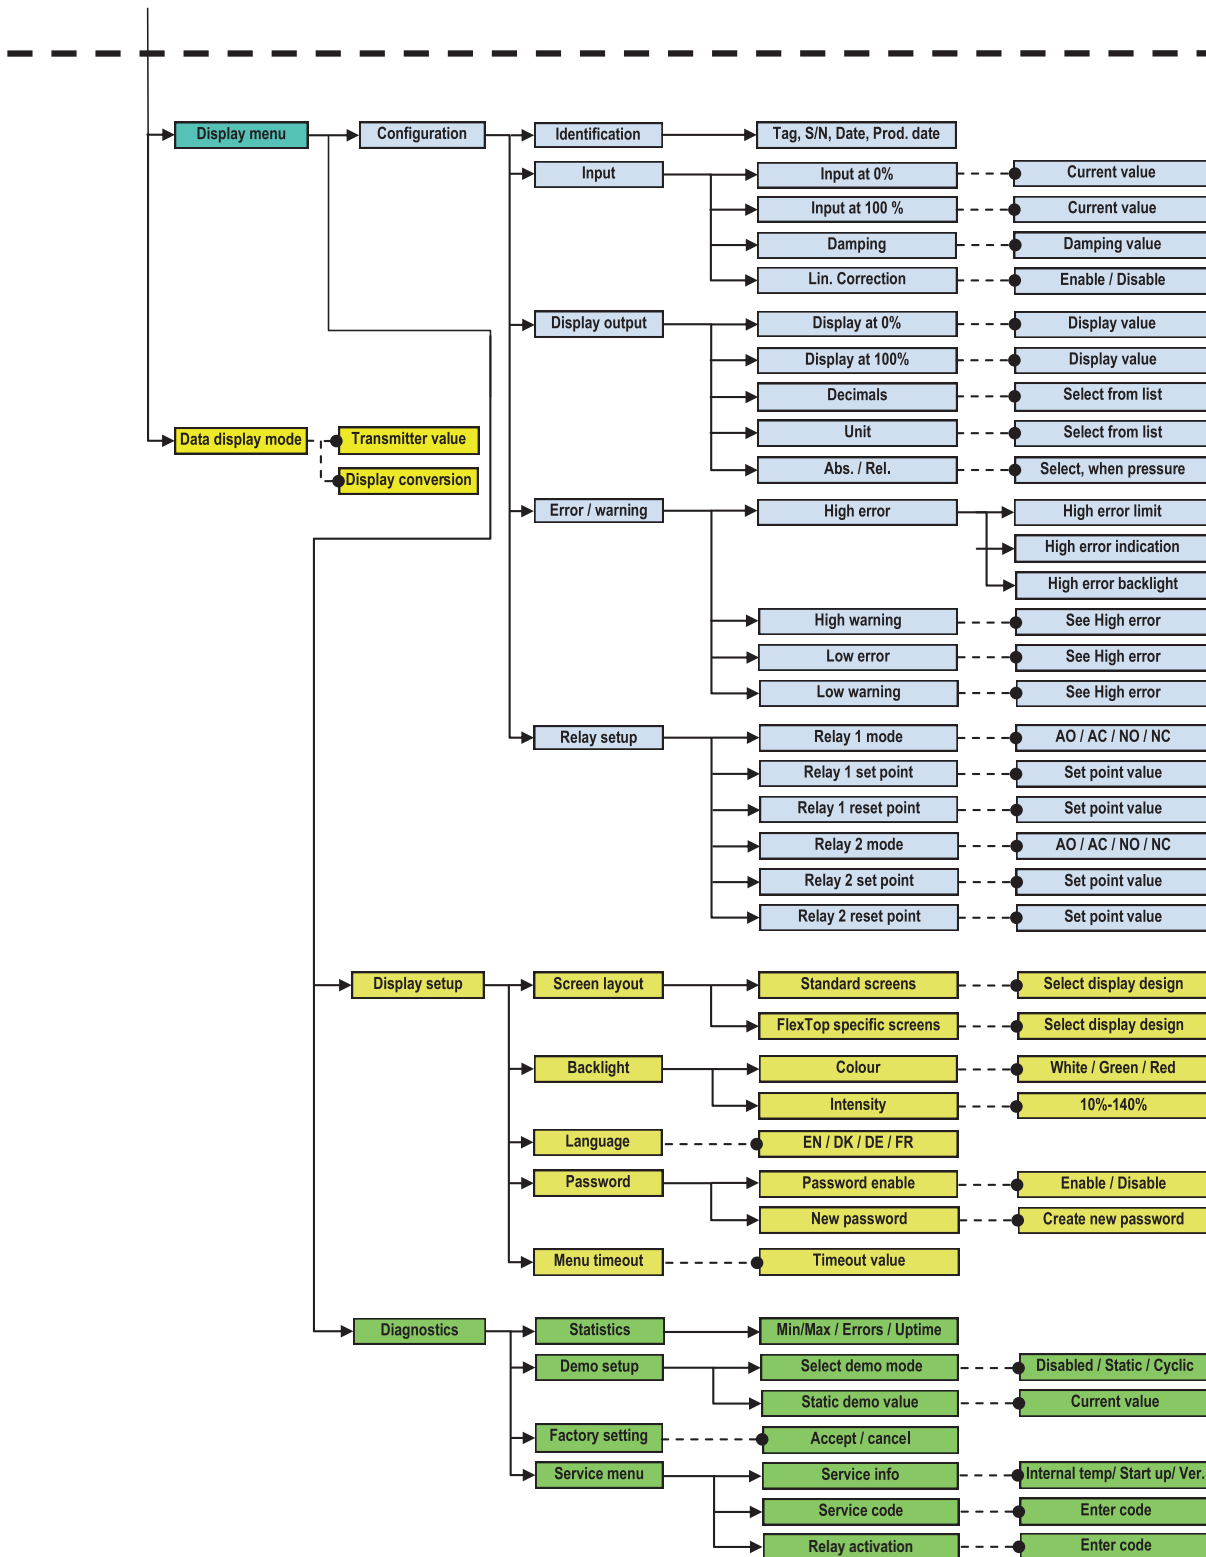 Display menu
Configuration
Identification
Tag, S/N, Date, Prod. date
Input
Input at 0%
Current value
Input at 100 %
Current value
Damping
Damping value
Lin. Correction
Enable / Disable
Display output
Display at 0%
Display value
Display at 100%
Display value
Decimals
Select from list
Data display mode
Transmitter value
Unit
Select from list
Display conversion
Abs. / Rel.
Select, when pressure
Error / warning
High error
High error limit
High error indication
High error backlight
High warning
See High error
Low error
See High error
Low warning
See High error
Relay setup
Relay 1 mode
AO / AC / NO / NC
Relay 1 set point
Set point value
Relay 1 reset point
Set point value
Relay 2 mode
AO / AC / NO / NC
Relay 2 set point
Set point value
Relay 2 reset point
Set point value
Display setup
Screen layout
Standard screens
Select display design
FlexTop specific screens
Select display design
Backlight
Colour
White / Green / Red
Intensity
10%-140%
Language
EN / DK / DE / FR
Password
Password enable
Enable / Disable
New password
Create new password
Menu timeout
Timeout value
Diagnostics
Statistics
Min/Max / Errors / Uptime
Demo setup
Select demo mode
Disabled / Static / Cyclic
Static demo value
Current value
Factory setting
Accept / cancel
Service menu
Service info
Internal temp/ Start up/ Ver.
Service code
Enter code
Relay activation
Enter code